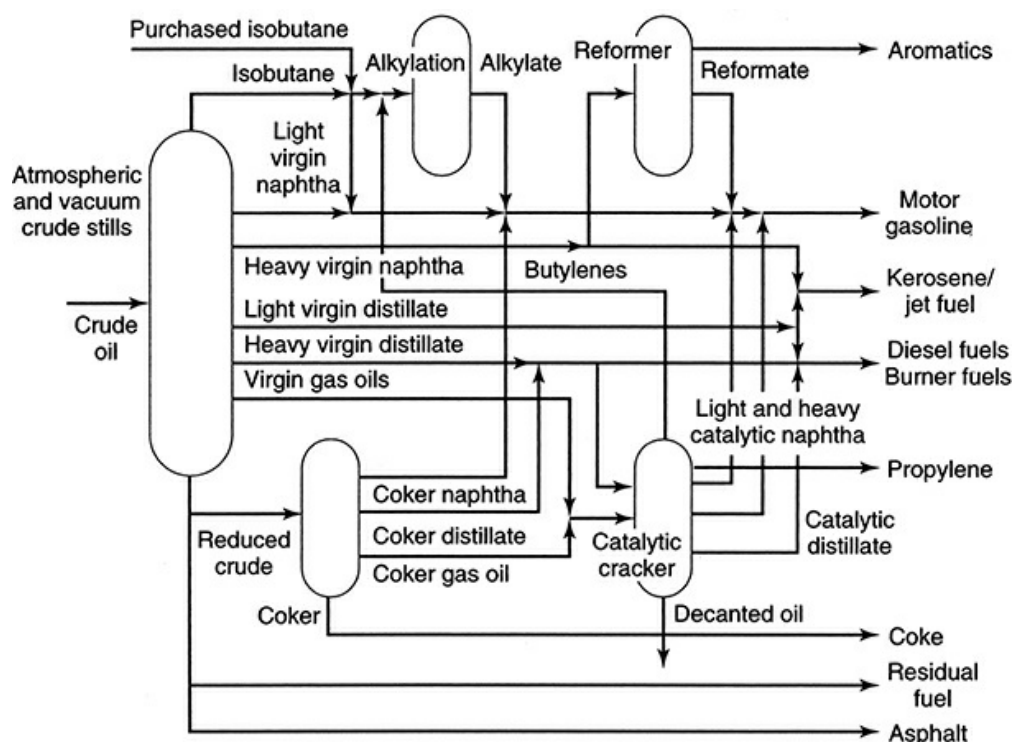 Purchased isobutane
Isobutane
Alkylation
Alkylate
Reformer
Reformate
Aromatics
Light
virgin
naphtha
Atmospheric
and vacuum
crude stills
Motor
gasoline
Heavy virgin naphtha
Butylenes
Kerosene/
jet fuel
Crude
oil
Light virgin distillate
Heavy virgin distillate
Diesel fuels
Burner fuels
Virgin gas oils
Light and heavy
catalytic naphtha
Propylene
Coker naphtha
Reduced
crude
Coker distillate
Coker gas oil
Catalytic
cracker
Catalytic
distillate
Coker
Decanted oil
Coke
Residual
fuel
Asphalt